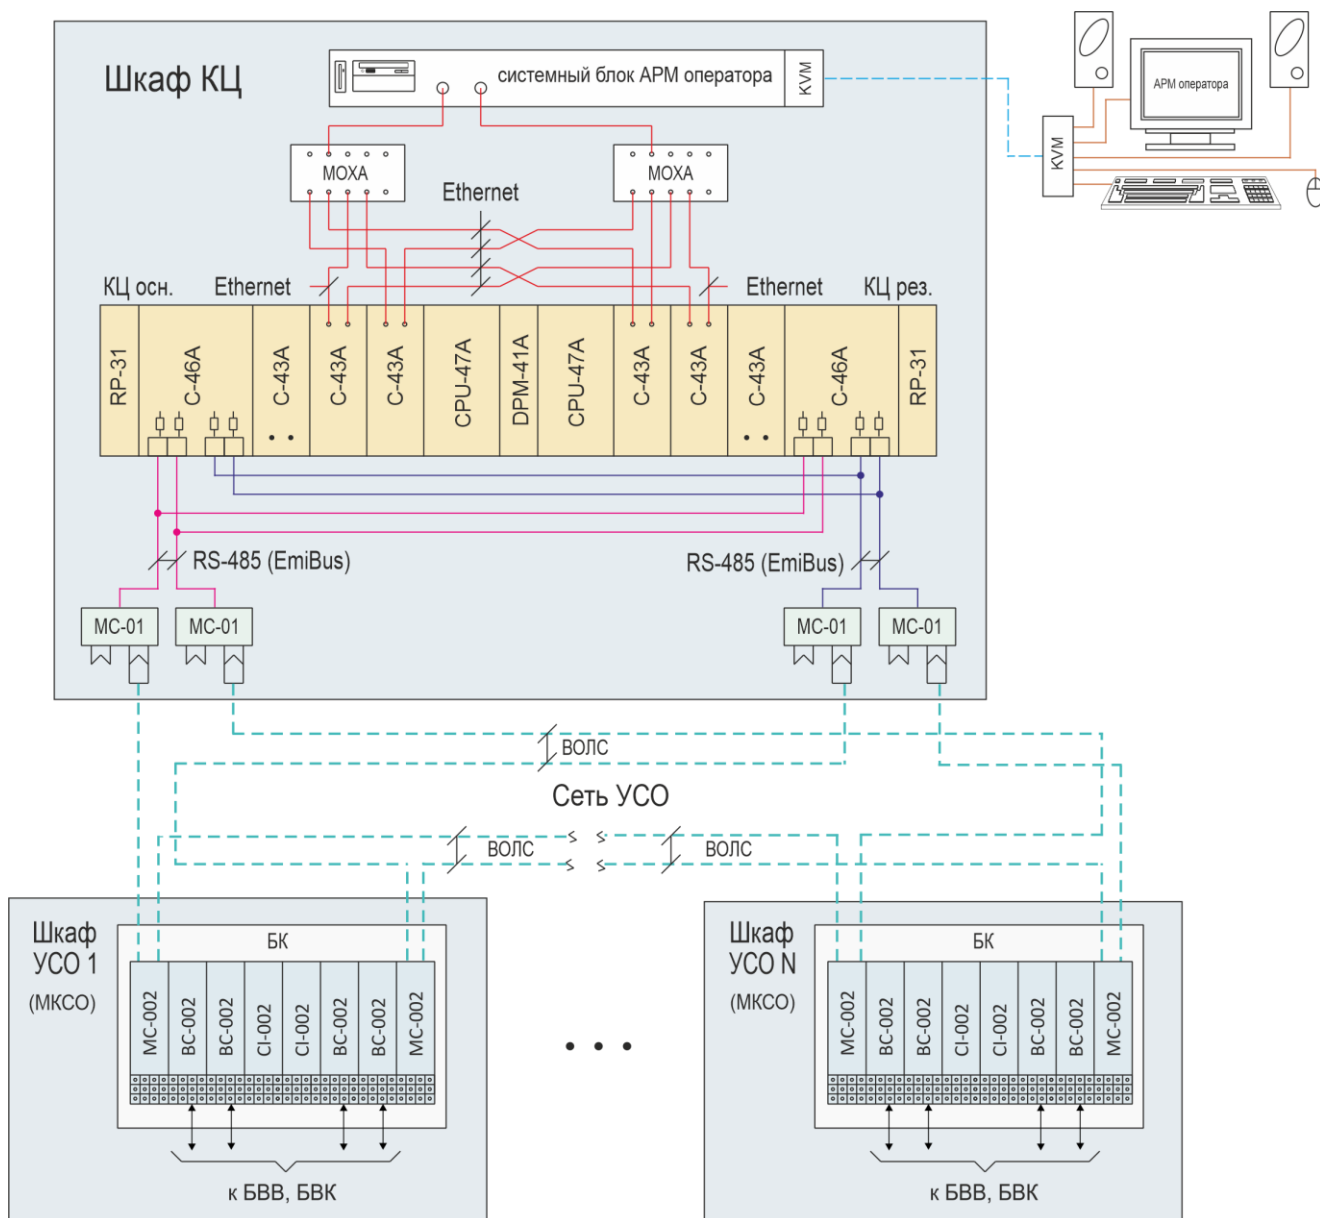 Шкаф КЦ
системный блок АРМ оператора
KVM
АРМ оператора
KVM
MOXA
MOXA
Ethernet
КЦ осн.
Ethernet
Ethernet
КЦ рез.
RP-31
C-46A
C-43A
C-43A
C-43A
CPU-47A
DPM-41A
CPU-47A
C-43A
C-43A
C-43A
C-46A
RP-31
RS-485 (EmiBus)
RS-485 (EmiBus)
MC-01
MC-01
MC-01
MC-01
ВОЛС
Сеть УСО
ВОЛС
ВОЛС
Шкаф
УСО 1
(МКСО)
БК
MC-002
BC-002
BC-002
CI-002
CI-002
BC-002
BC-002
MC-002
к БВВ, БВК
Шкаф
УСО N
(МКСО)
БК
MC-002
BC-002
BC-002
CI-002
CI-002
BC-002
BC-002
MC-002
к БВВ, БВК